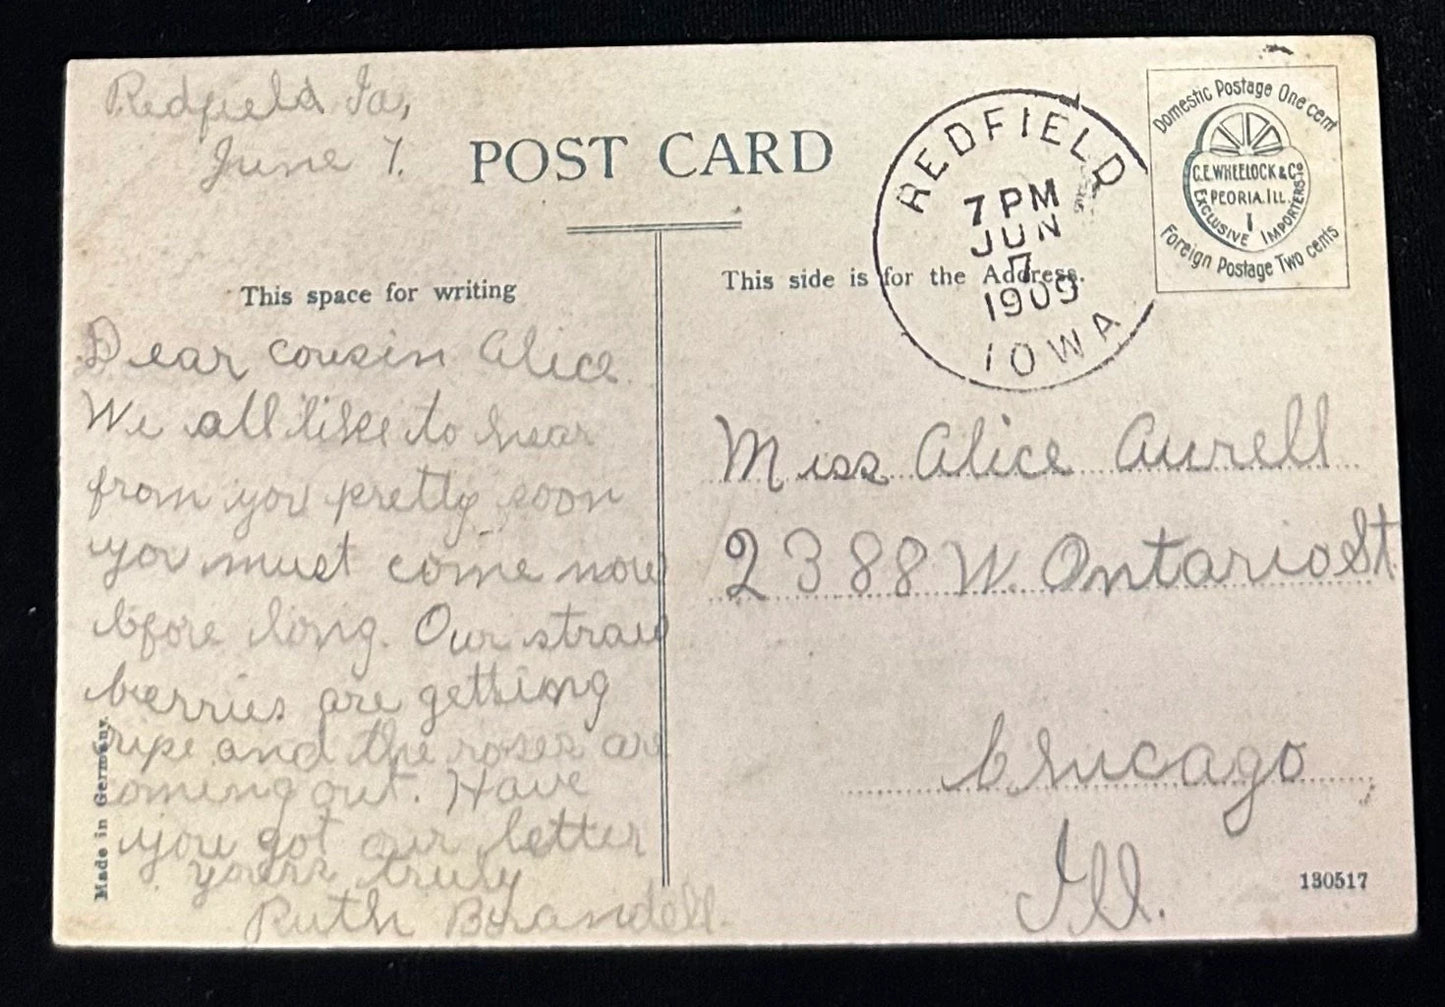 Redfield Ia,
June 7.
POST CARD
REDFIELD
7 PM
JUN
7
1909
IOWA
Domestic Postage One cent
C.E. WHEELOCK & Co
PEORIA. ILL.
EXCLUSIVE IMPORTERS
Foreign Postage Two cents
This space for writing
Dear cousin Alice
We all like to hear
from you pretty soon
you must come now
bfore long. Our straw
berries are getting
ripe and the roses are
coming out. Have
you got our letter
yours truly
Ruth Brandell.
Made in Germany.
This side is for the Address.
Miss Alice Aurell
2388 W. Ontario St.
Chicago
Ill.
130517